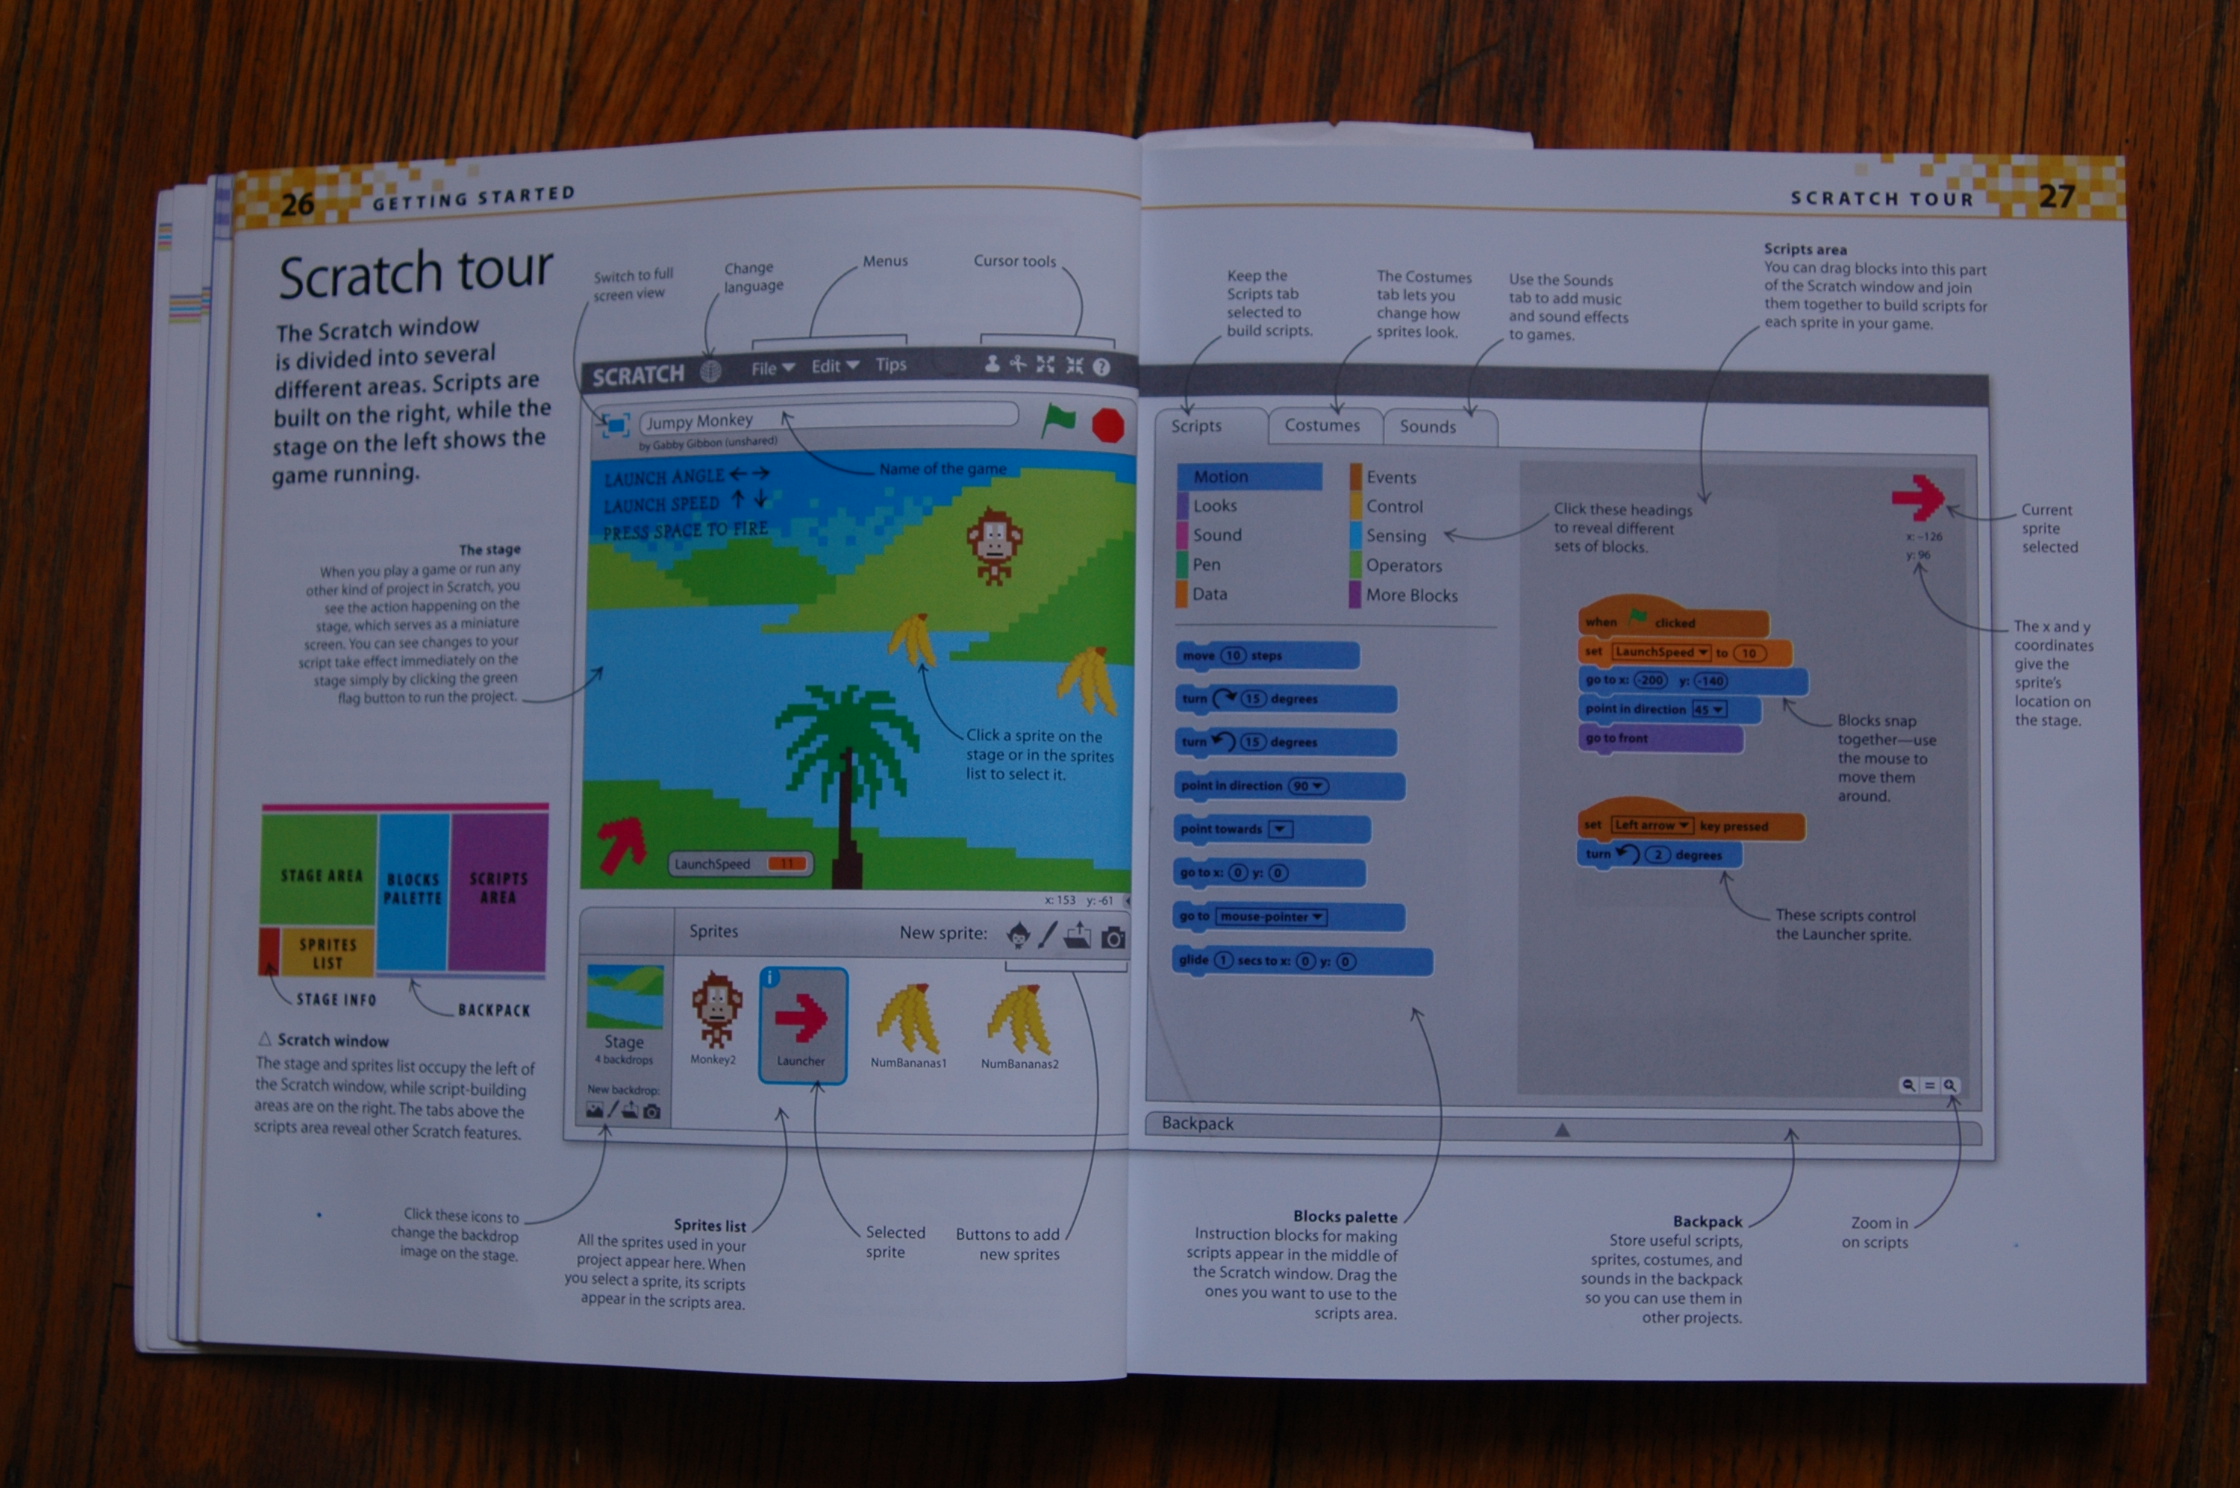 26
GETTING STARTED
Scratch tour
The Scratch window
is divided into several
different areas. Scripts are
built on the right, while the
stage on the left shows the
game running.
The stage
When you play a game or run any
other kind of project in Scratch, you
see the action happening on the
stage, which serves as a miniature
screen. You can see changes to your
script take effect immediately on the
stage simply by clicking the green
flag button to run the project.
STAGE AREA
BLOCKS
PALETTE
SCRIPTS
AREA
SPRITES
LIST
STAGE INFO
BACKPACK
△ Scratch window
The stage and sprites list occupy the left of
the Scratch window, while script-building
areas are on the right. The tabs above the
scripts area reveal other Scratch features.
Switch to full
screen view
Change
language
Menus
Cursor tools
SCRATCH
File ▼
Edit ▼
Tips
?
Jumpy Monkey
by Gabby Gibbon (unshared)
Name of the game
LAUNCH ANGLE ← →
LAUNCH SPEED ↑ ↓
PRESS SPACE TO FIRE
Click a sprite on the
stage or in the sprites
list to select it.
LaunchSpeed 11
x: 153 y: -61
Sprites
New sprite:
Stage
4 backdrops
New backdrop:
Monkey2
i
Launcher
NumBananas1
NumBananas2
Click these icons to
change the backdrop
image on the stage.
Sprites list
All the sprites used in your
project appear here. When
you select a sprite, its scripts
appear in the scripts area.
Selected
sprite
Buttons to add
new sprites
SCRATCH TOUR
27
Keep the
Scripts tab
selected to
build scripts.
The Costumes
tab lets you
change how
sprites look.
Use the Sounds
tab to add music
and sound effects
to games.
Scripts area
You can drag blocks into this part
of the Scratch window and join
them together to build scripts for
each sprite in your game.
Scripts
Costumes
Sounds
Motion
Looks
Sound
Pen
Data
Events
Control
Sensing
Operators
More Blocks
Click these headings
to reveal different
sets of blocks.
move 10 steps
turn 15 degrees
turn 15 degrees
point in direction 90 ▼
point towards ▼
go to x: 0 y: 0
go to mouse-pointer ▼
glide 1 secs to x: 0 y: 0
when clicked
set LaunchSpeed ▼ to 10
go to x: -200 y: -140
point in direction 45 ▼
go to front
set Left arrow ▼ key pressed
turn 2 degrees
x: -126
y: 96
Current
sprite
selected
The x and y
coordinates
give the
sprite's
location on
the stage.
Blocks snap
together—use
the mouse to
move them
around.
These scripts control
the Launcher sprite.
=
Backpack
Blocks palette
Instruction blocks for making
scripts appear in the middle of
the Scratch window. Drag the
ones you want to use to the
scripts area.
Backpack
Store useful scripts,
sprites, costumes, and
sounds in the backpack
so you can use them in
other projects.
Zoom in
on scripts